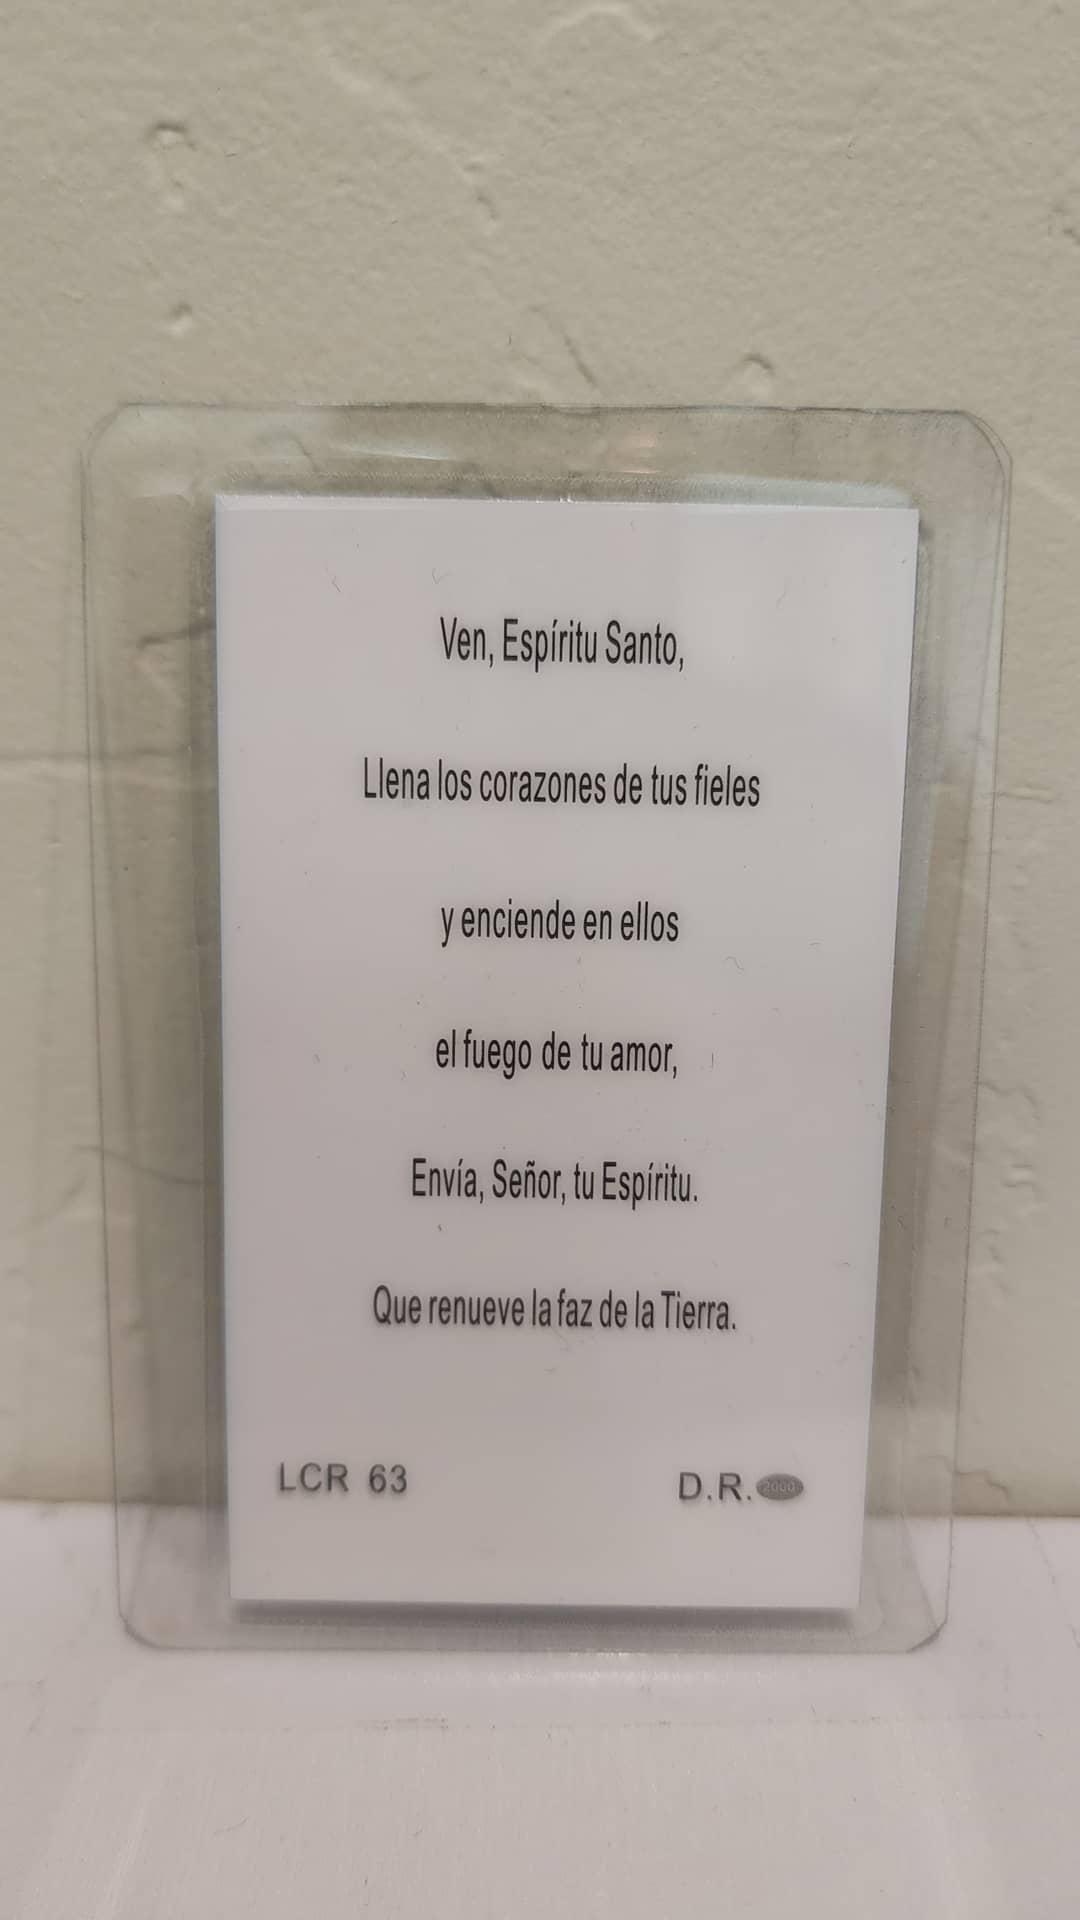 Ven, Espíritu Santo,
Llena los corazones de tus fieles
y enciende en ellos
el fuego de tu amor,
Envía, Señor, tu Espíritu.
Que renueve la faz de la Tierra.
LCR 63 D.R. 2000